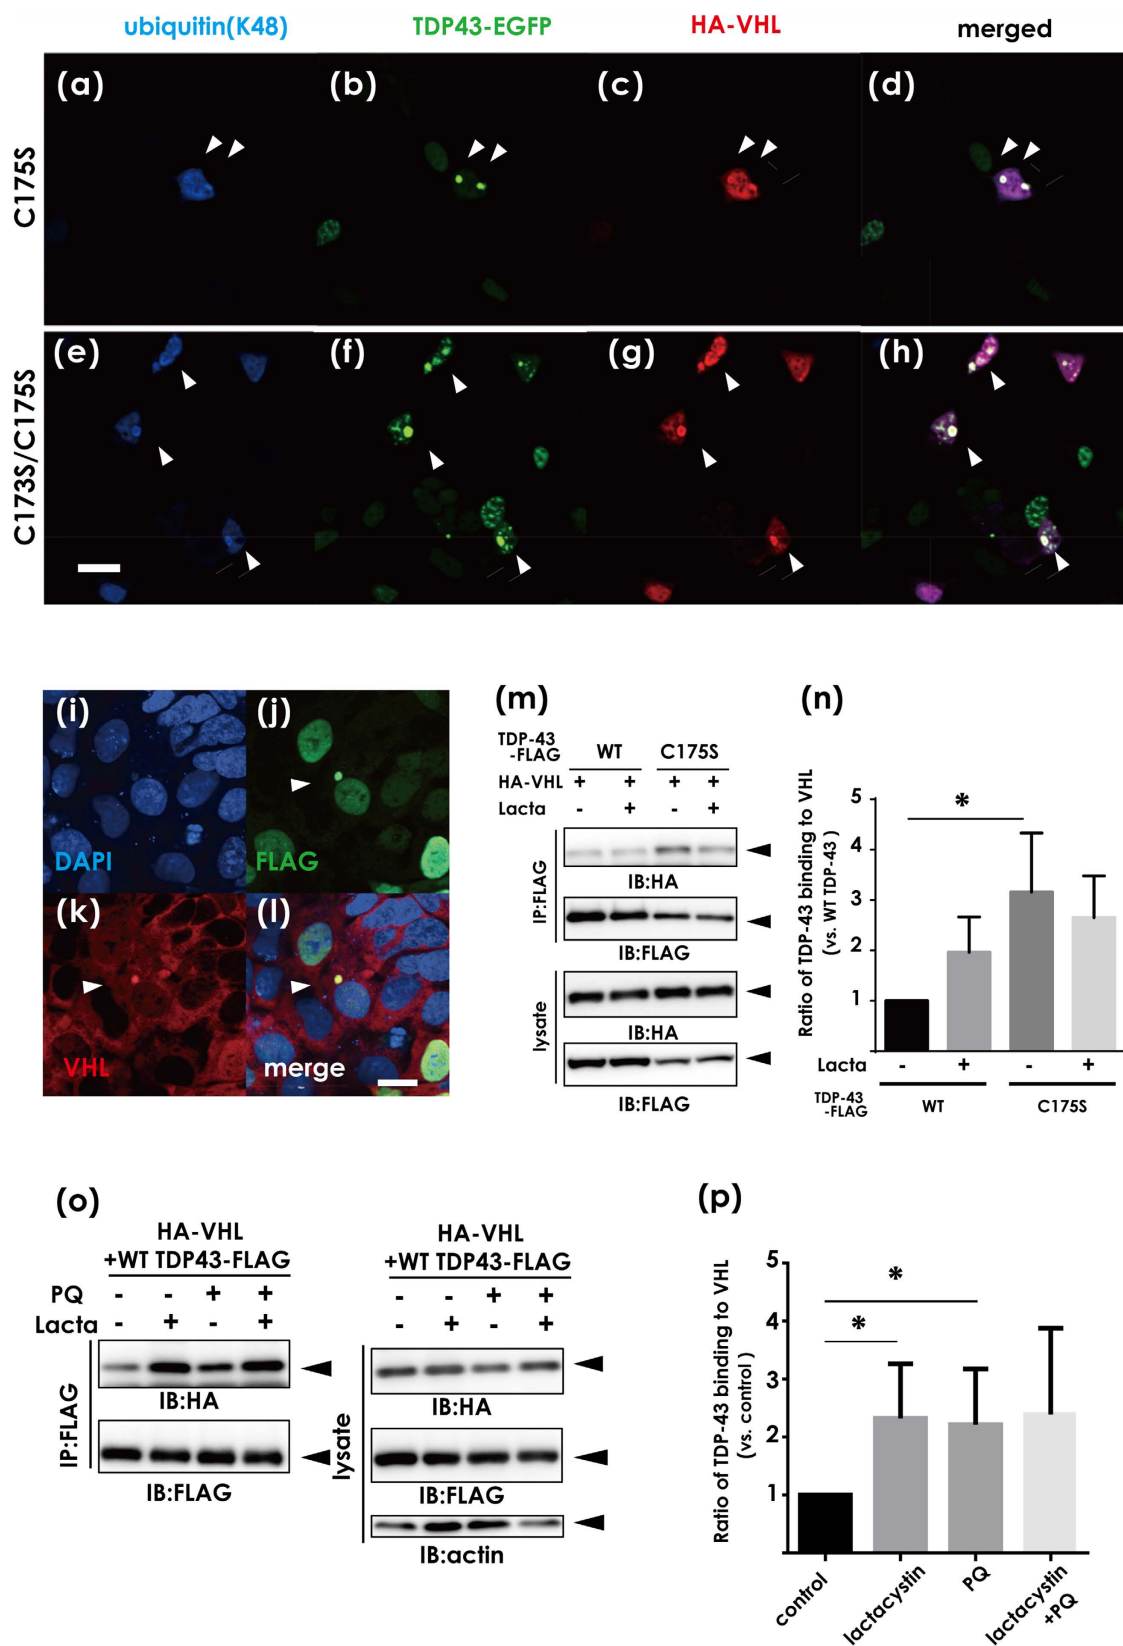 ubiquitin(K48) TDP43-EGFP HA-VHL merged
C175S
(a) (b) (c) (d)
C173S/C175S
(e) (f) (g) (h)
(i) (j)
DAPI FLAG
(k) (l)
VHL merge
(m)
TDP-43
-FLAG WT C175S
HA-VHL + + + +
Lacta - + - +
IP:FLAG
IB:HA
IB:FLAG
lysate
IB:HA
IB:FLAG
(n)
Ratio of TDP-43 binding to VHL
(vs. WT TDP-43 )
5
4
3
2
1
*
Lacta - + - +
TDP-43
-FLAG WT C175S
(o)
HA-VHL
+WT TDP43-FLAG
PQ - - + +
Lacta - + - +
IP:FLAG
IB:HA
IB:FLAG
HA-VHL
+WT TDP43-FLAG
- - + +
- + - +
lysate
IB:HA
IB:FLAG
IB:actin
(p)
Ratio of TDP-43 binding to VHL
(vs. control )
5
4
3
2
1
*
*
control
lactacystin
PQ
lactacystin
+PQ